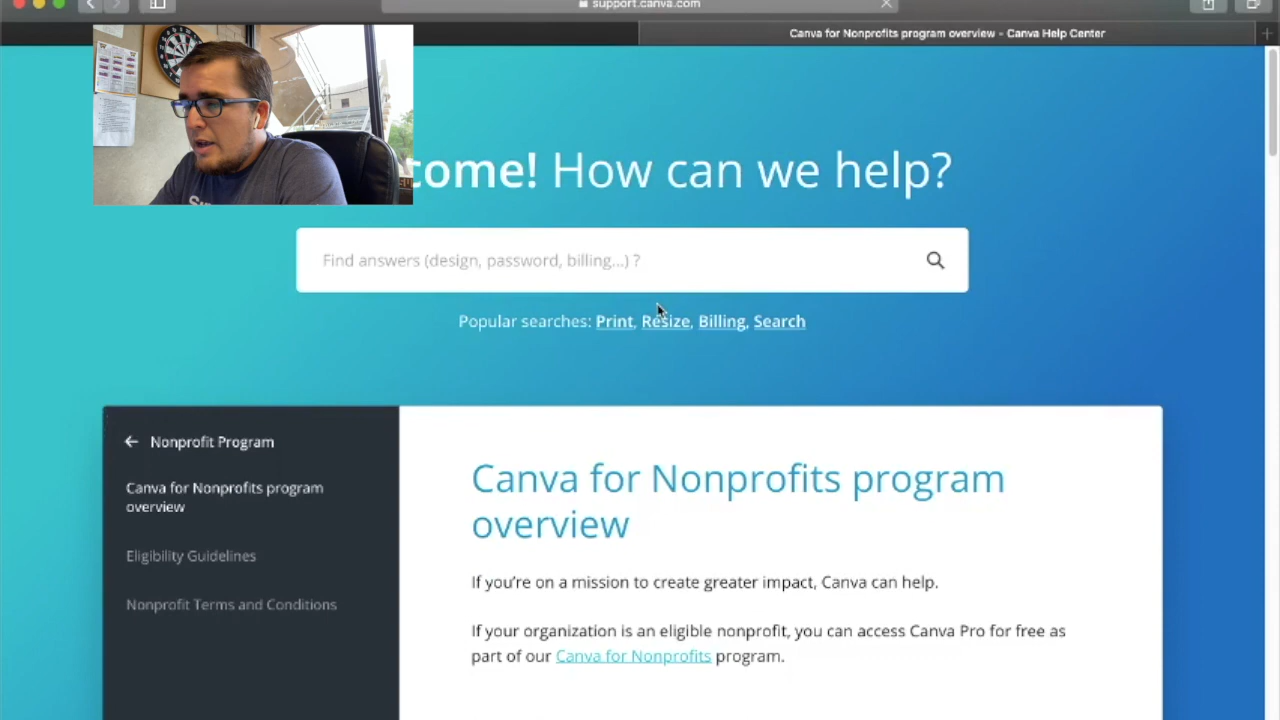 support.canva.com
Canva for Nonprofits program overview – Canva Help Center
come! How can we help?
Find answers (design, password, billing...) ?
Popular searches: Print, Resize, Billing, Search
Nonprofit Program
Canva for Nonprofits program
overview
Eligibility Guidelines
Nonprofit Terms and Conditions
Canva for Nonprofits program
overview
If you're on a mission to create greater impact, Canva can help.
If your organization is an eligible nonprofit, you can access Canva Pro for free as
part of our Canva for Nonprofits program.